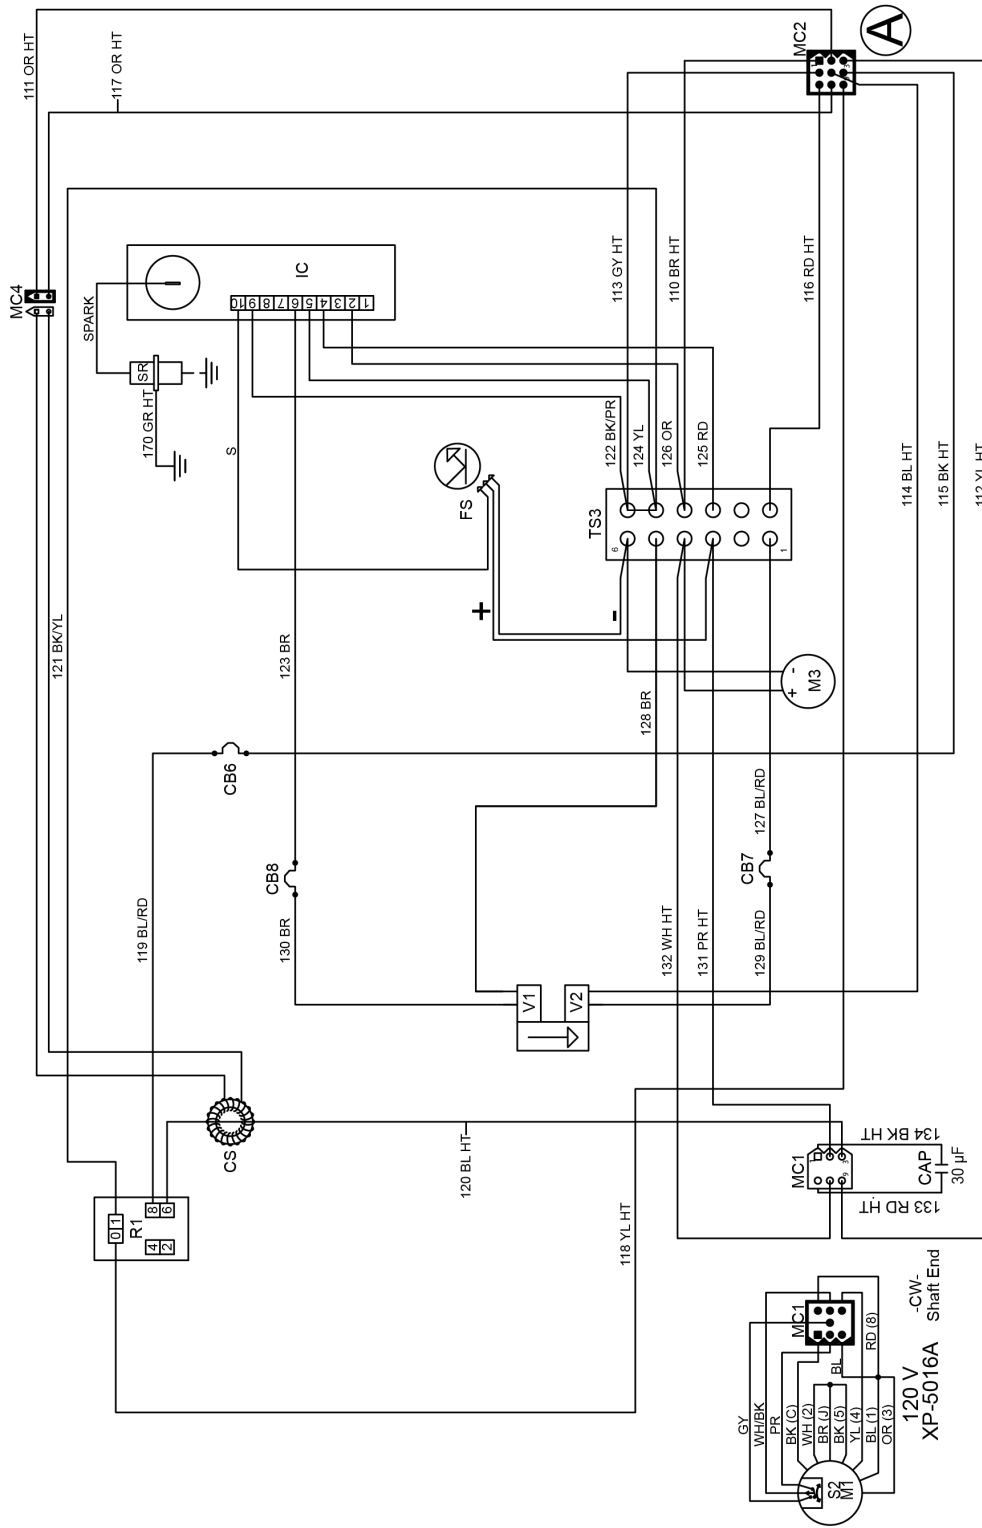 111 OR HT
117 OR HT
MC2
A
MC4
SPARK
SR
170 GR HT
IC
10 9 8 7 6 5 4 3 2 1
S
113 GY HT
110 BR HT
116 RD HT
122 BK/PR
124 YL
126 OR
125 RD
114 BL HT
115 BK HT
112 YL HT
FS
TS3
6
1
+
-
121 BK/YL
123 BR
128 BR
+ -
M3
CB6
CB8
CB7
127 BL/RD
119 BL/RD
130 BR
132 WH HT
131 PR HT
129 BL/RD
V1
V2
CS
120 BL HT
118 YL HT
R1
0 1
8 6
4 2
MC1
1
3
9
134 BK HT
CAP
30 µF
133 RD HT
-CW-
Shaft End
MC1
GY
WH/BK
PR
BK (C)
WH (2)
BR (J)
BK (5)
YL (4)
BL (1)
OR (3)
BL
RD (8)
S2
M1
120 V
XP-5016A